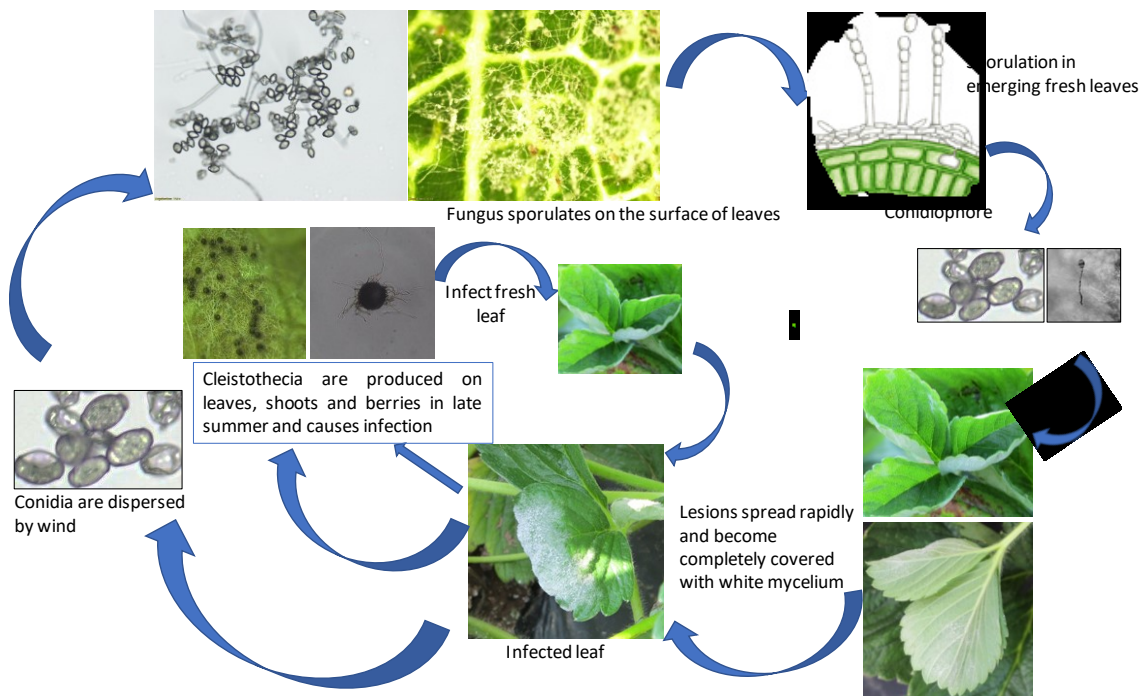 orulation in
emerging fresh leaves
Fungus sporulates on the surface of leaves
Conidiophore
Infect fresh
leaf
Cleistothecia are produced on
leaves, shoots and berries in late
summer and causes infection
Conidia are dispersed
by wind
Lesions spread rapidly
and become
completely covered
with white mycelium
Infected leaf